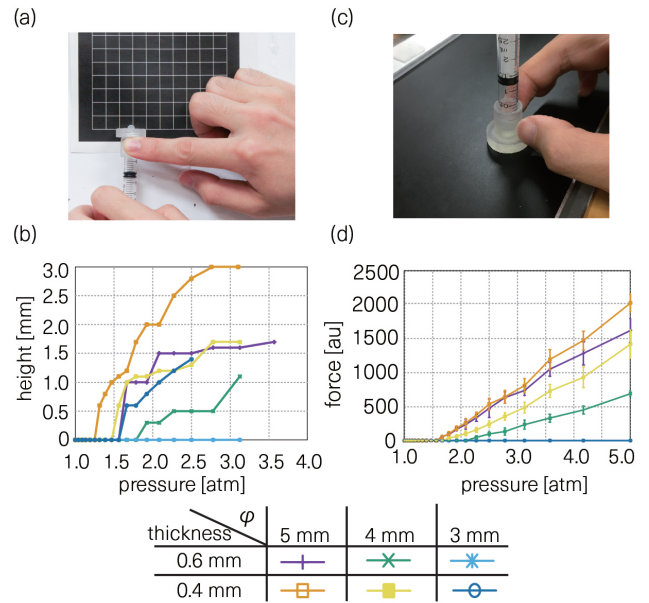 (a)
(c)
(b)
(d)
3.0
2.5
2.0
1.5
1.0
0.5
0
height [mm]
1.0 1.5 2.0 2.5 3.0 3.5 4.0
pressure [atm]
2500
2000
1500
1000
500
0
force [au]
1.0 2.0 3.0 4.0 5.0
pressure [atm]
thickness φ 5 mm 4 mm 3 mm
0.6 mm
0.4 mm